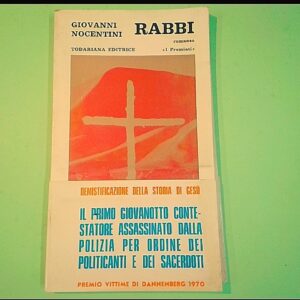 GIOVANNI
NOCENTINI
RABBI
romanzo
TODARIANA EDITRICE
«I Premiati»
DEMISTIFICAZIONE DELLA STORIA DI GESÙ
IL PRIMO GIOVANOTTO CONTE-
STATORE ASSASSINATO DALLA
POLIZIA PER ORDINE DEI
POLITICANTI E DEI SACERDOTI
PREMIO VITTIME DI DANNENBERG 1970